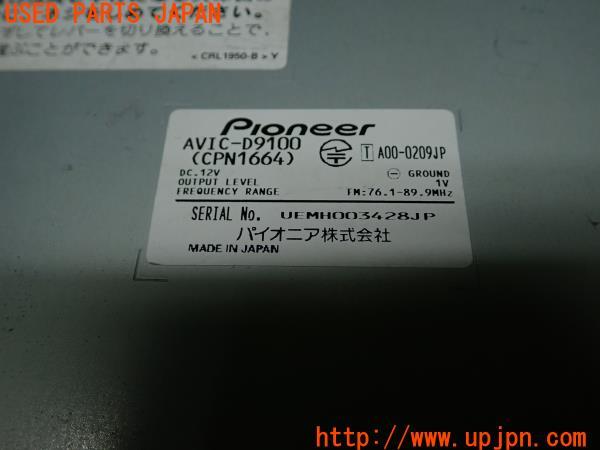 USED PARTS JAPAN
ずしてレバーを切り換えることで、
ぶことができます。
< CRL1950-B > Y
Pioneer
AVIC-D9100
(CPN1664)
T A00-0209JP
DC.12V
⊖ GROUND
OUTPUT LEVEL 1V
FREQUENCY RANGE FM:76.1-89.9MHz
SERIAL No. UEMH003428JP
パイオニア株式会社
MADE IN JAPAN
http://www.upjpn.com/